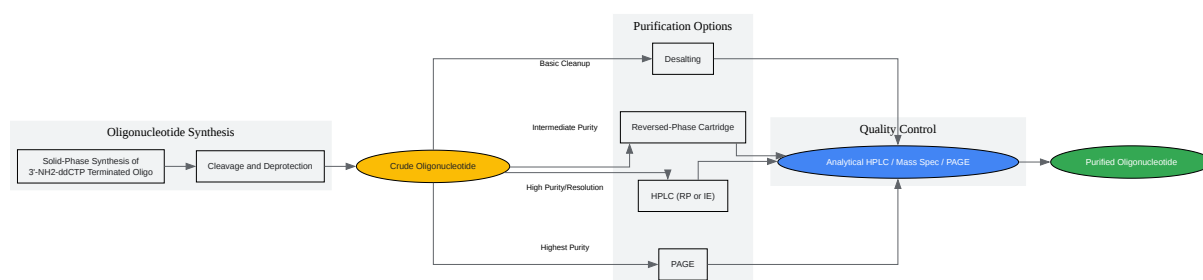 Purification Options
Desalting
Basic Cleanup
Oligonucleotide Synthesis
Solid-Phase Synthesis of
3'-NH2-ddCTP Terminated Oligo
Cleavage and Deprotection
Crude Oligonucleotide
Intermediate Purity
Reversed-Phase Cartridge
High Purity/Resolution
HPLC (RP or IE)
Highest Purity
PAGE
Quality Control
Analytical HPLC / Mass Spec / PAGE
Purified Oligonucleotide